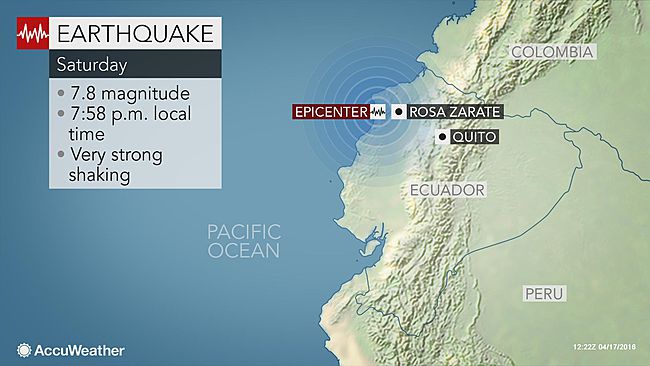 EARTHQUAKE
Saturday
• 7.8 magnitude
• 7:58 p.m. local
time
• Very strong
shaking
COLOMBIA
EPICENTER
ROSA ZARATE
QUITO
ECUADOR
PACIFIC
OCEAN
PERU
AccuWeather
12:22Z 04/17/2016